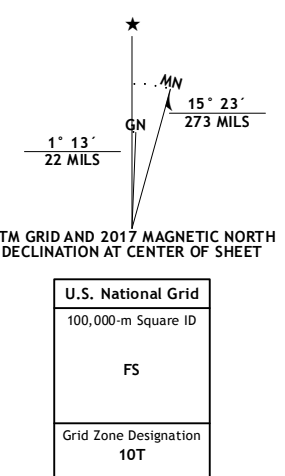 ★
MN
GN
15° 23´
273 MILS
1° 13´
22 MILS
TM GRID AND 2017 MAGNETIC NORTH
DECLINATION AT CENTER OF SHEET
U.S. National Grid
100,000-m Square ID
FS
Grid Zone Designation
10T